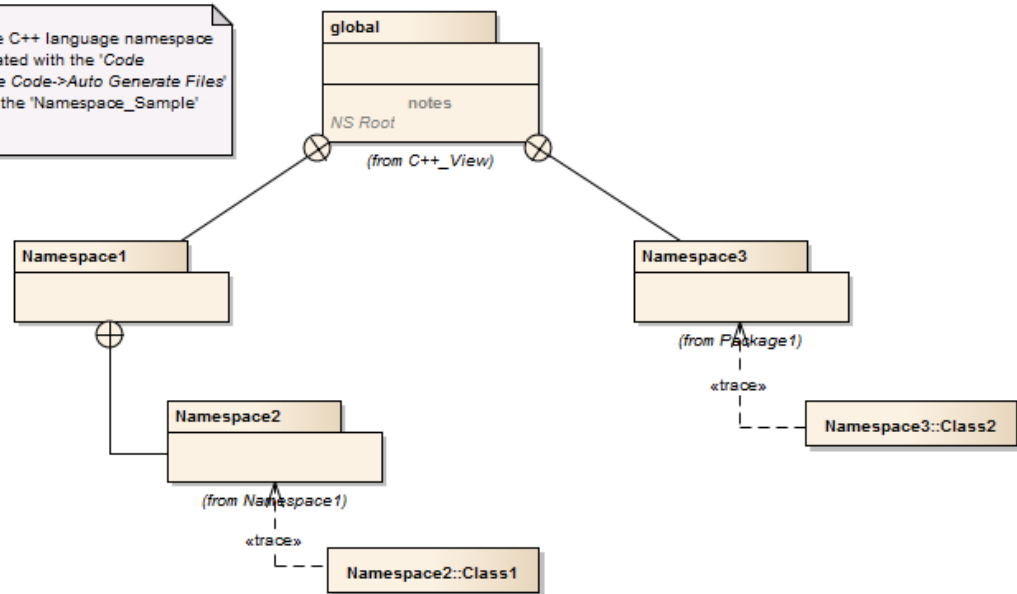 e C++ language namespace
ated with the 'Code
e Code->Auto Generate Files'
the 'Namespace_Sample'
global
notes
NS Root
(from C++_View)
Namespace1
Namespace3
(from Package1)
«trace»
Namespace3::Class2
Namespace2
(from Namespace1)
«trace»
Namespace2::Class1